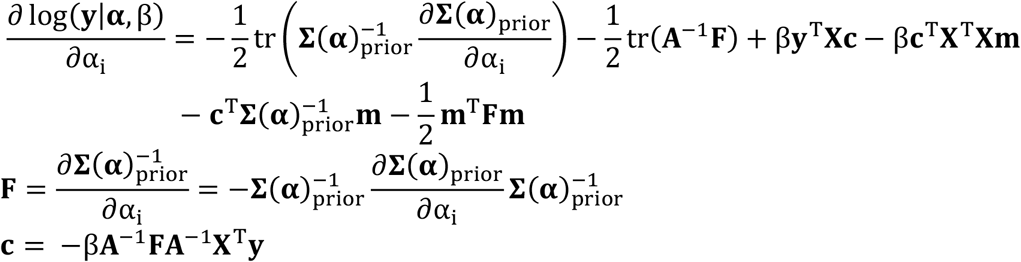 ∂ log(𝐲|𝛂, β)/∂αᵢ = −1/2 tr(𝚺(𝛂)⁻¹prior ∂𝚺(𝛂)prior/∂αᵢ) − 1/2 tr(𝐀⁻¹𝐅) + β𝐲ᵀ𝐗𝐜 − β𝐜ᵀ𝐗ᵀ𝐗𝐦
− 𝐜ᵀ𝚺(𝛂)⁻¹prior𝐦 − 1/2 𝐦ᵀ𝐅𝐦
𝐅 = ∂𝚺(𝛂)⁻¹prior/∂αᵢ = −𝚺(𝛂)⁻¹prior ∂𝚺(𝛂)prior/∂αᵢ 𝚺(𝛂)⁻¹prior
𝐜 = −β𝐀⁻¹𝐅𝐀⁻¹𝐗ᵀ𝐲